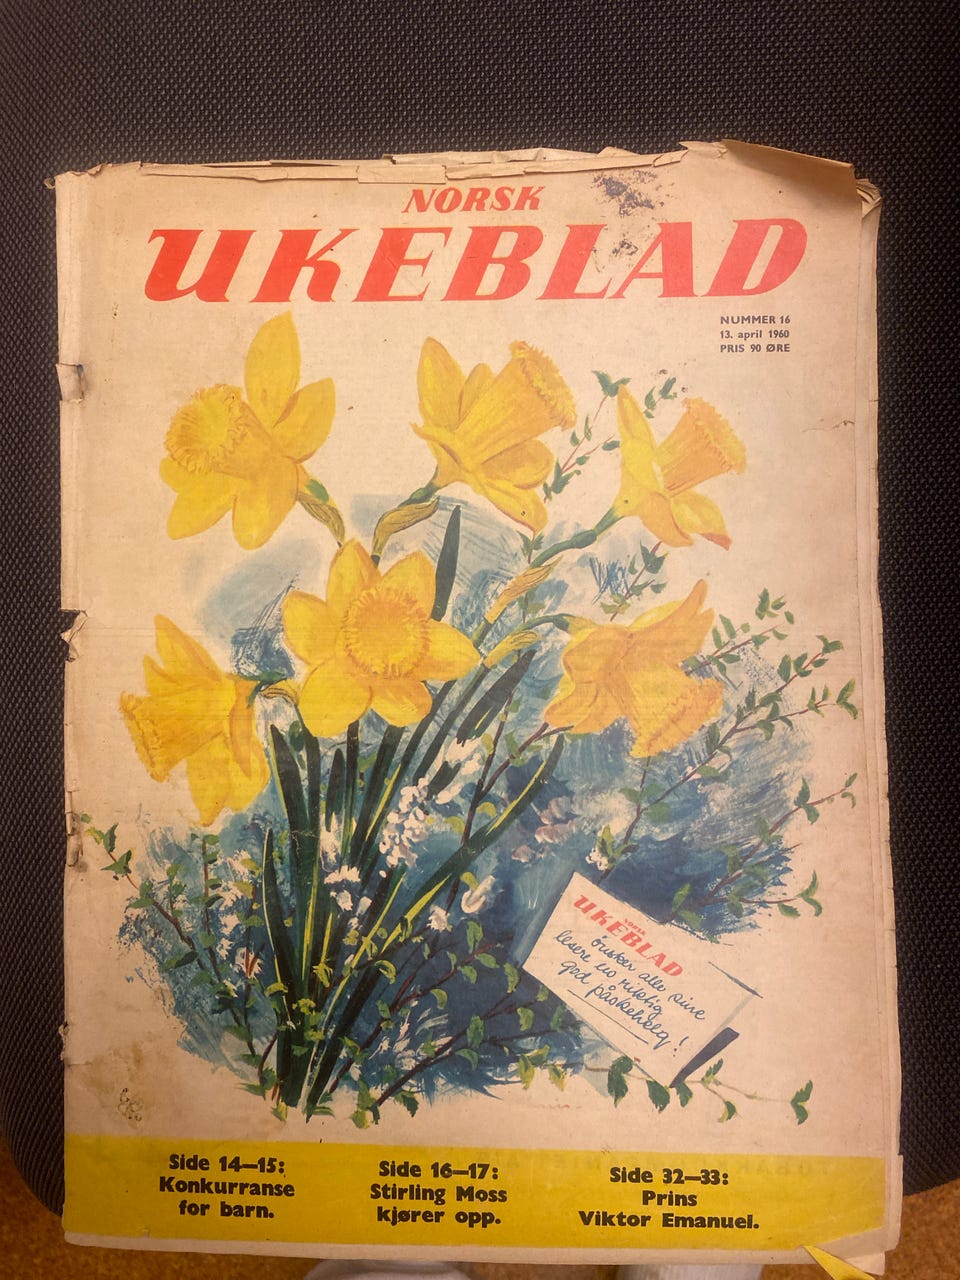 NORSK
UKEBLAD
NUMMER 16
13. april 1960
PRIS 90 ØRE
NORSK
UKEBLAD
ønsker alle sine
lesere en riktig
god påskehelg!
Side 14—15:
Konkurranse
for barn.
Side 16—17:
Stirling Moss
kjører opp.
Side 32—33:
Prins
Viktor Emanuel.